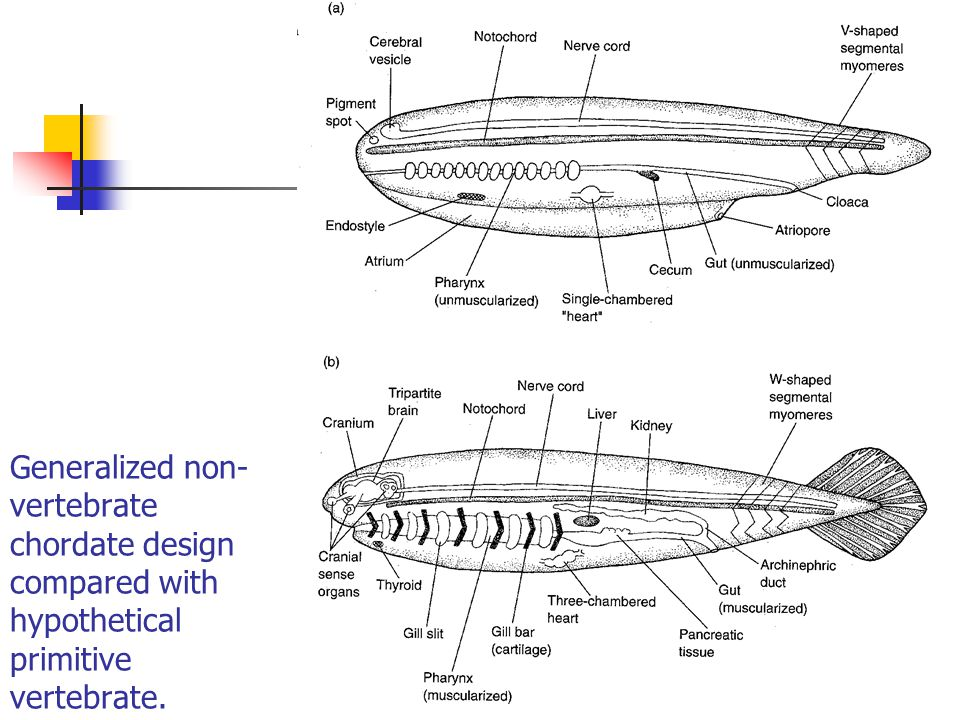 (a)
Cerebral
vesicle
Notochord
Nerve cord
V-shaped
segmental
myomeres
Pigment
spot
Endostyle
Atrium
Pharynx
(unmuscularized)
Single-chambered
"heart"
Cecum
Gut (unmuscularized)
Atriopore
Cloaca
(b)
Cranium
Tripartite
brain
Notochord
Nerve cord
Liver
Kidney
W-shaped
segmental
myomeres
Cranial
sense
organs
Thyroid
Gill slit
Pharynx
(muscularized)
Gill bar
(cartilage)
Three-chambered
heart
Pancreatic
tissue
Gut
(muscularized)
Archinephric
duct
Generalized non-
vertebrate
chordate design
compared with
hypothetical
primitive
vertebrate.